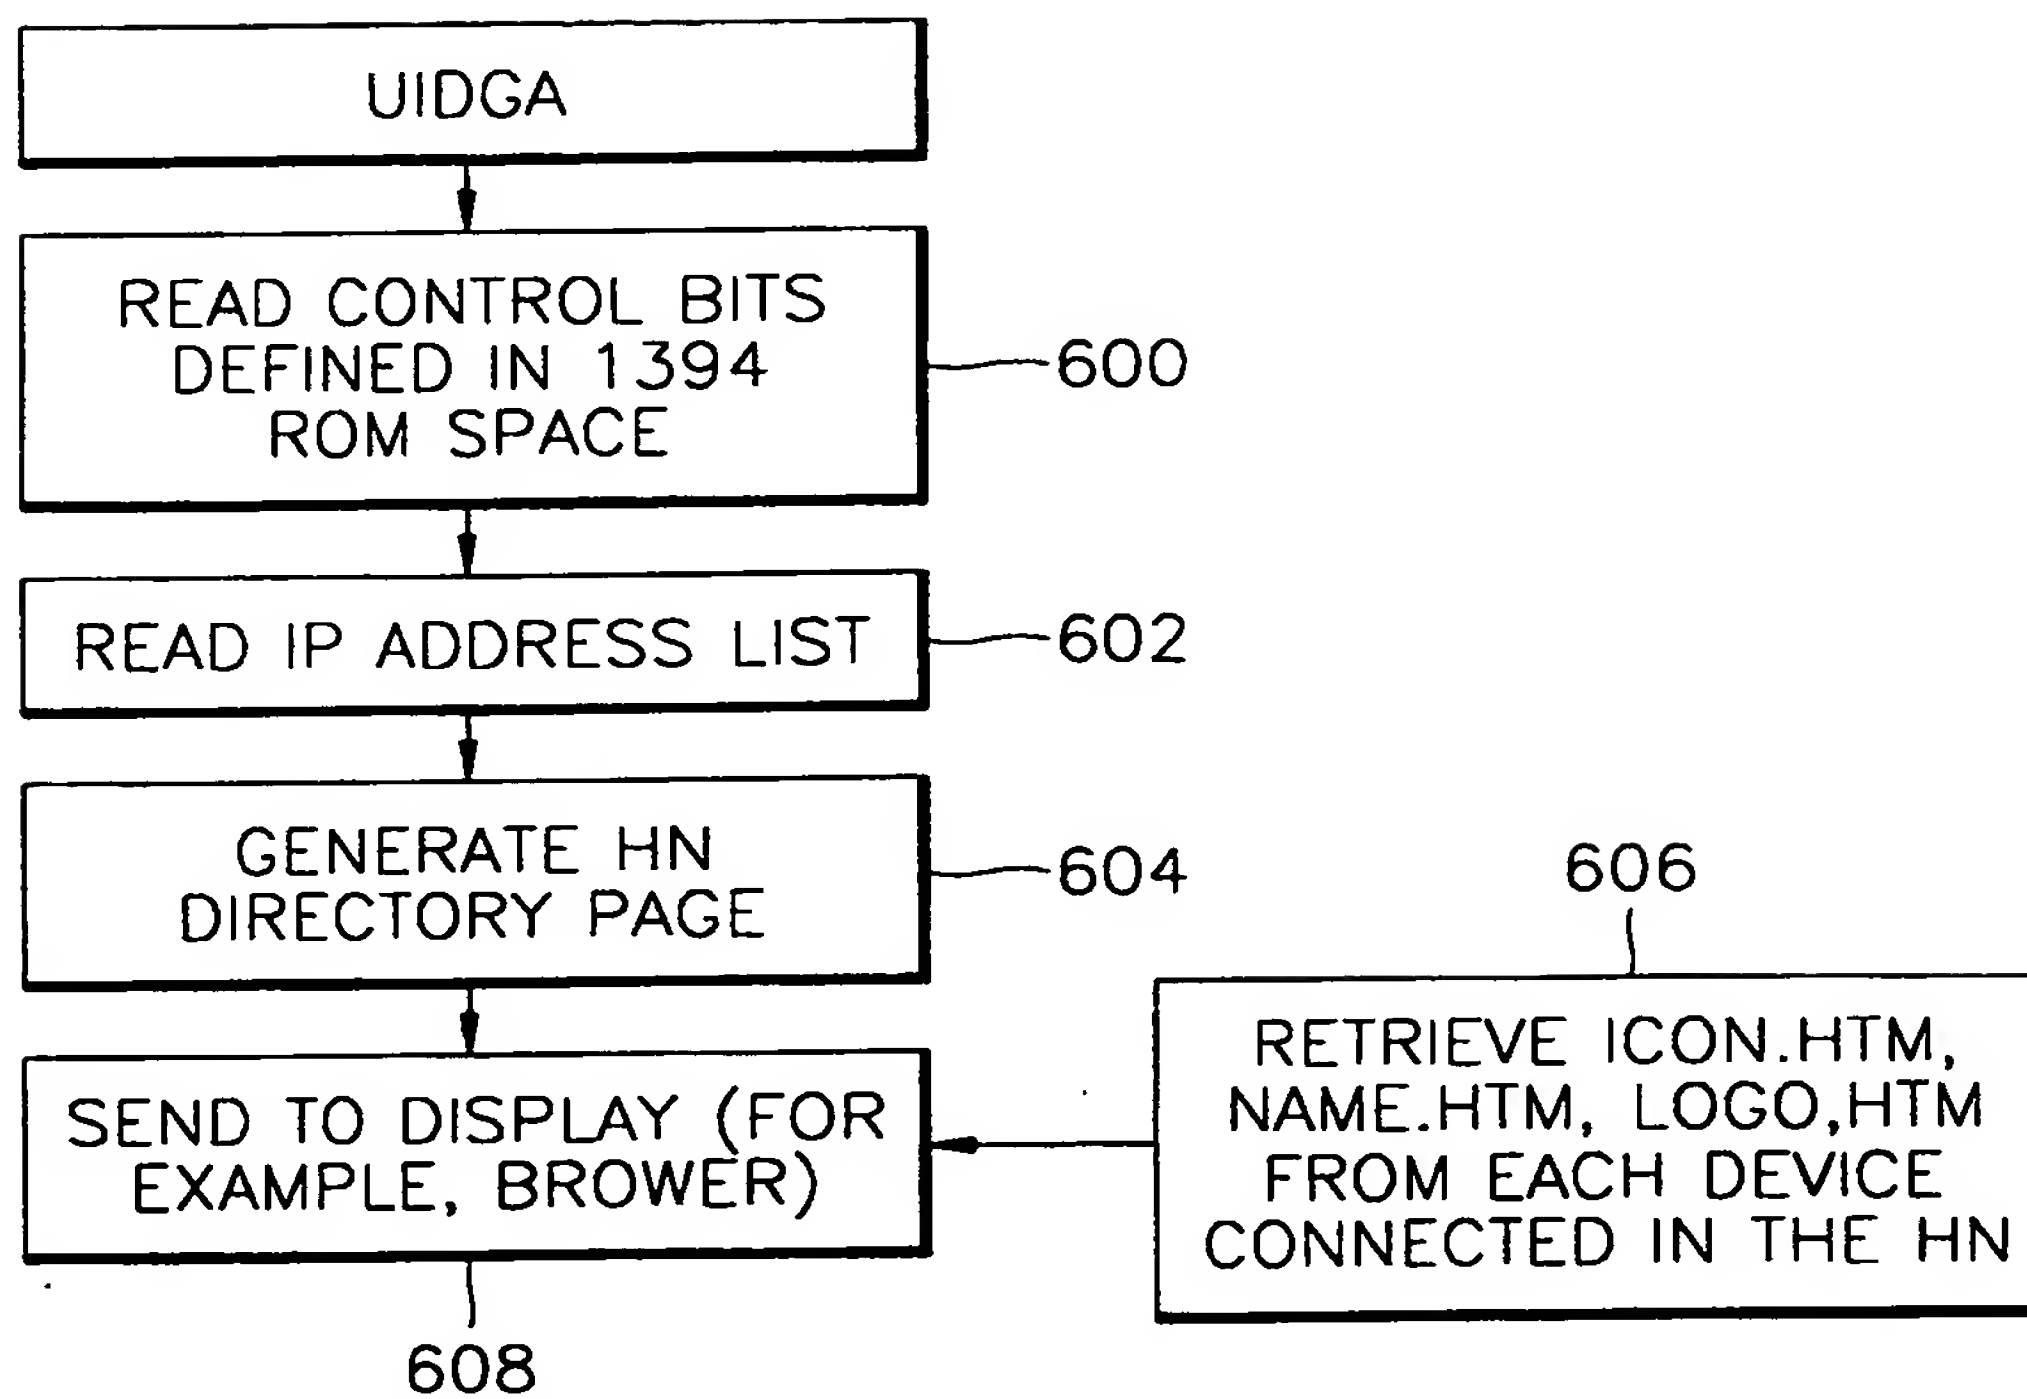 UIDGA
READ CONTROL BITS
DEFINED IN 1394
ROM SPACE
600
READ IP ADDRESS LIST
602
GENERATE HN
DIRECTORY PAGE
604
606
RETRIEVE ICON.HTM,
NAME.HTM, LOGO,HTM
FROM EACH DEVICE
CONNECTED IN THE HN
SEND TO DISPLAY (FOR
EXAMPLE, BROWER)
608